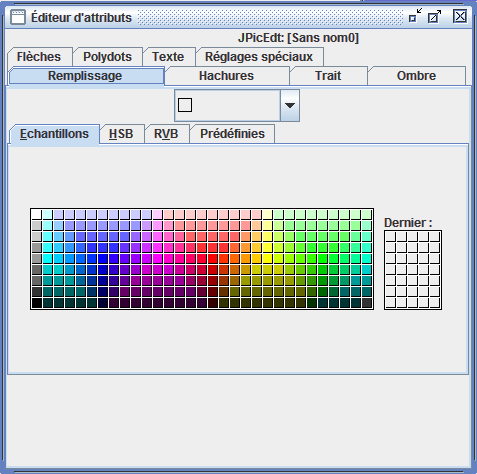 Éditeur d'attributs
JPicEdt: [Sans nom0]
Flèches Polydots Texte Réglages spéciaux
Remplissage Hachures Trait Ombre
Echantillons HSB RVB Prédéfinies
Dernier :